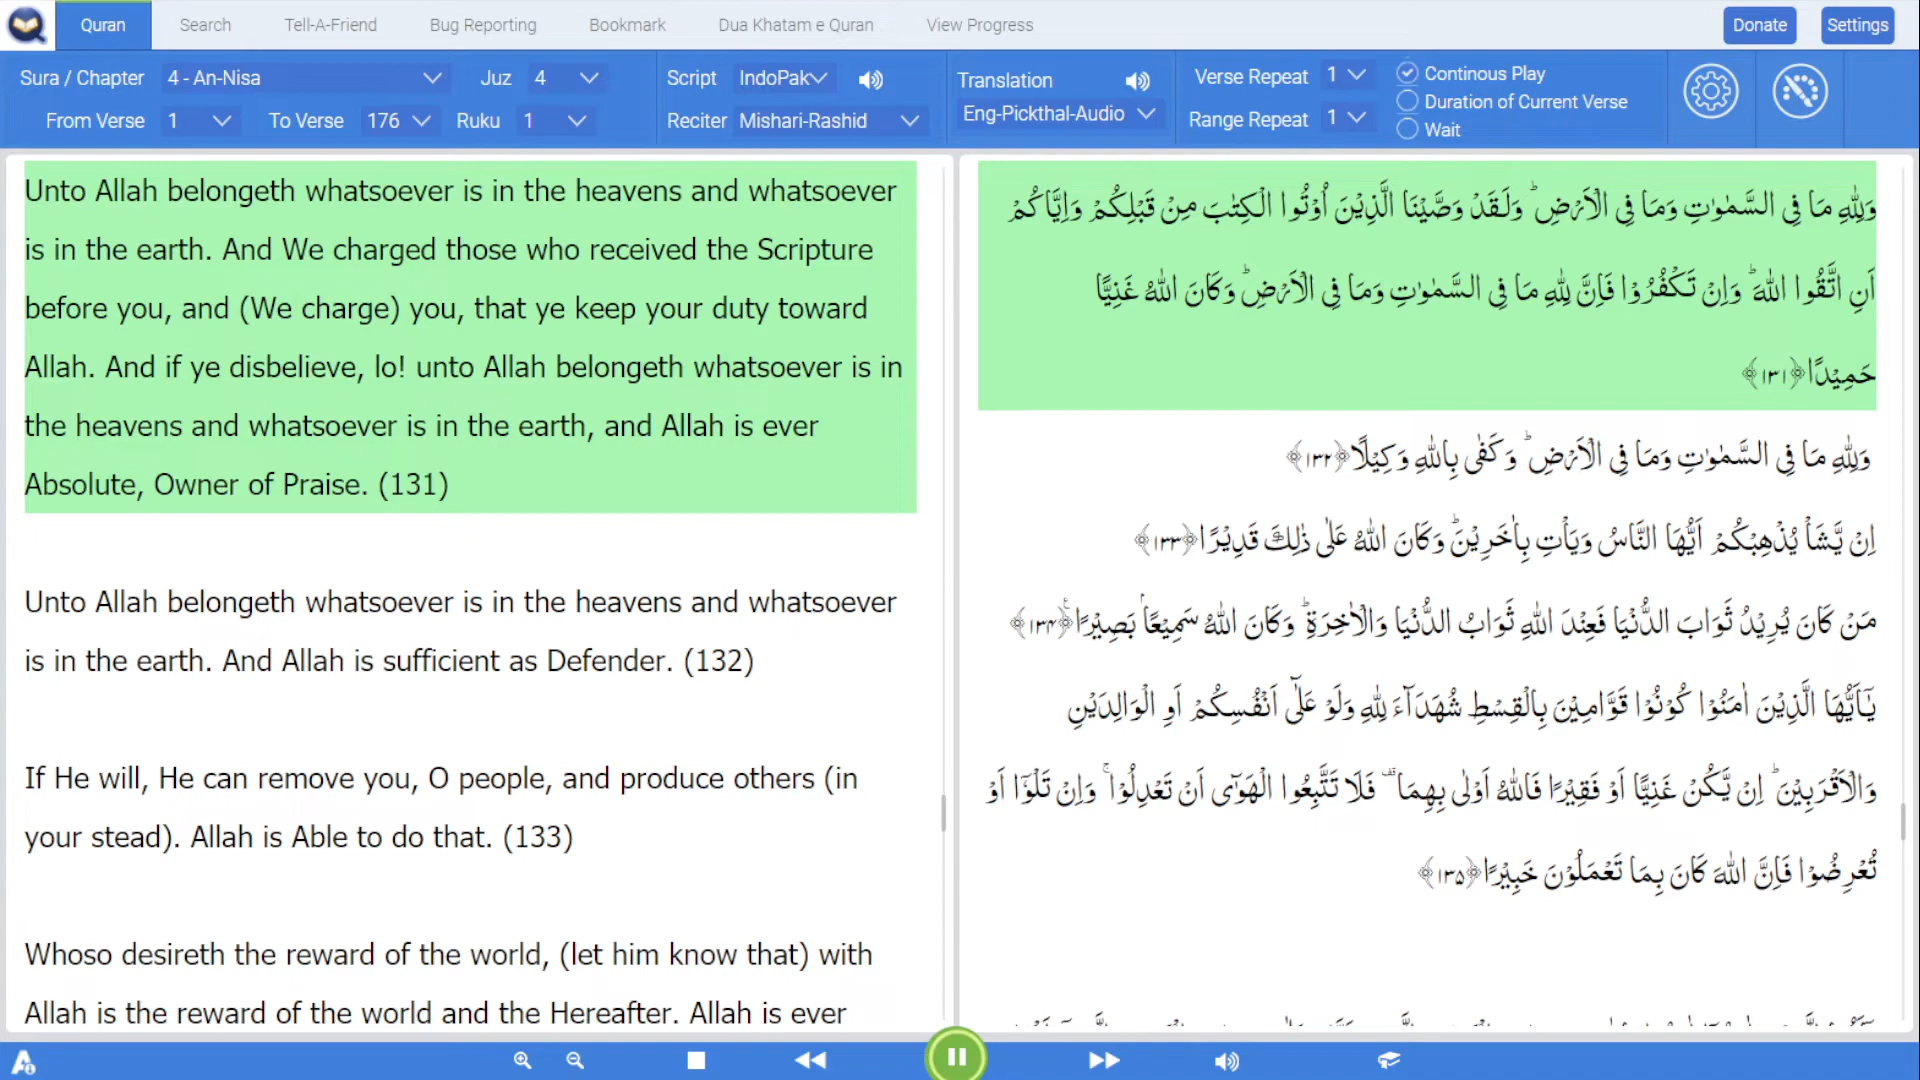 Quran Search Tell-A-Friend Bug Reporting Bookmark Dua Khatam e Quran View Progress Donate Settings
Sura / Chapter 4 - An-Nisa Juz 4
From Verse 1 To Verse 176 Ruku 1
Script IndoPak
Reciter Mishari-Rashid
Translation
Eng-Pickthal-Audio
Verse Repeat 1
Range Repeat 1
Continous Play
Duration of Current Verse
Wait
Unto Allah belongeth whatsoever is in the heavens and whatsoever
is in the earth. And We charged those who received the Scripture
before you, and (We charge) you, that ye keep your duty toward
Allah. And if ye disbelieve, lo! unto Allah belongeth whatsoever is in
the heavens and whatsoever is in the earth, and Allah is ever
Absolute, Owner of Praise. (131)
Unto Allah belongeth whatsoever is in the heavens and whatsoever
is in the earth. And Allah is sufficient as Defender. (132)
If He will, He can remove you, O people, and produce others (in
your stead). Allah is Able to do that. (133)
Whoso desireth the reward of the world, (let him know that) with
Allah is the reward of the world and the Hereafter. Allah is ever
وَلِلّٰهِ مَا فِى السَّمٰوٰتِ وَمَا فِى الْاَرْضِ ؕ وَلَـقَدْ وَصَّيْنَا الَّذِيْنَ اُوْتُوا الْكِتٰبَ مِنْ قَبْلِكُمْ وَاِيَّاكُمْ
اَنِ اتَّقُوا اللّٰهَ ؕ وَاِنْ تَكْفُرُوْا فَاِنَّ لِلّٰهِ مَا فِى السَّمٰوٰتِ وَمَا فِى الْاَرْضِ ؕ وَكَانَ اللّٰهُ غَنِيًّا
حَمِيْدًا ﴿۱۳۱﴾
وَلِلّٰهِ مَا فِى السَّمٰوٰتِ وَمَا فِى الْاَرْضِ ؕ وَكَفٰى بِاللّٰهِ وَكِيْلًا ﴿۱۳۲﴾
اِنْ يَّشَاْ يُذْهِبْكُمْ اَيُّهَا النَّاسُ وَيَاْتِ بِاٰخَرِيْنَ ؕ وَكَانَ اللّٰهُ عَلٰى ذٰلِكَ قَدِيْرًا ﴿۱۳۳﴾
مَنْ كَانَ يُرِيْدُ ثَوَابَ الدُّنْيَا فَعِنْدَ اللّٰهِ ثَوَابُ الدُّنْيَا وَالْاٰخِرَةِ ؕ وَكَانَ اللّٰهُ سَمِيْعًۢا بَصِيْرًا ﴿۱۳۴﴾
يٰۤاَيُّهَا الَّذِيْنَ اٰمَنُوْا كُوْنُوْا قَوَّامِيْنَ بِالْقِسْطِ شُهَدَآءَ لِلّٰهِ وَلَوْ عَلٰٓى اَنْفُسِكُمْ اَوِ الْوَالِدَيْنِ
وَالْاَقْرَبِيْنَ ؕ اِنْ يَّكُنْ غَنِيًّا اَوْ فَقِيْرًا فَاللّٰهُ اَوْلٰى بِهِمَا ۚ فَلَا تَتَّبِعُوا الْهَوٰٓى اَنْ تَعْدِلُوْا ۚ وَاِنْ تَلْوٗۤا اَوْ
تُعْرِضُوْا فَاِنَّ اللّٰهَ كَانَ بِمَا تَعْمَلُوْنَ خَبِيْرًا ﴿۱۳۵﴾